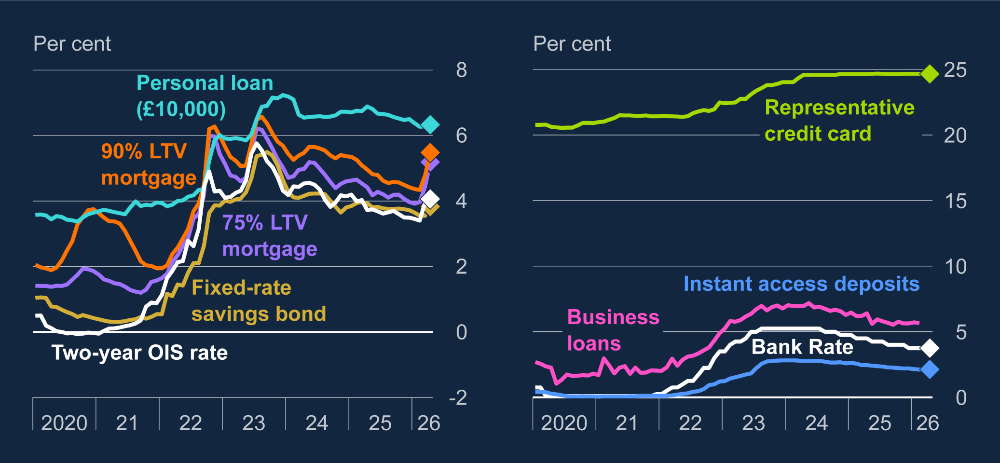 Per cent
8
Personal loan
(£10,000)
6
90% LTV
mortgage
4
75% LTV
mortgage
2
Fixed-rate
savings bond
0
Two-year OIS rate
-2
2020 21 22 23 24 25 26
Per cent
25
Representative
credit card
20
15
10
Instant access deposits
Business
loans
5
Bank Rate
0
2020 21 22 23 24 25 26